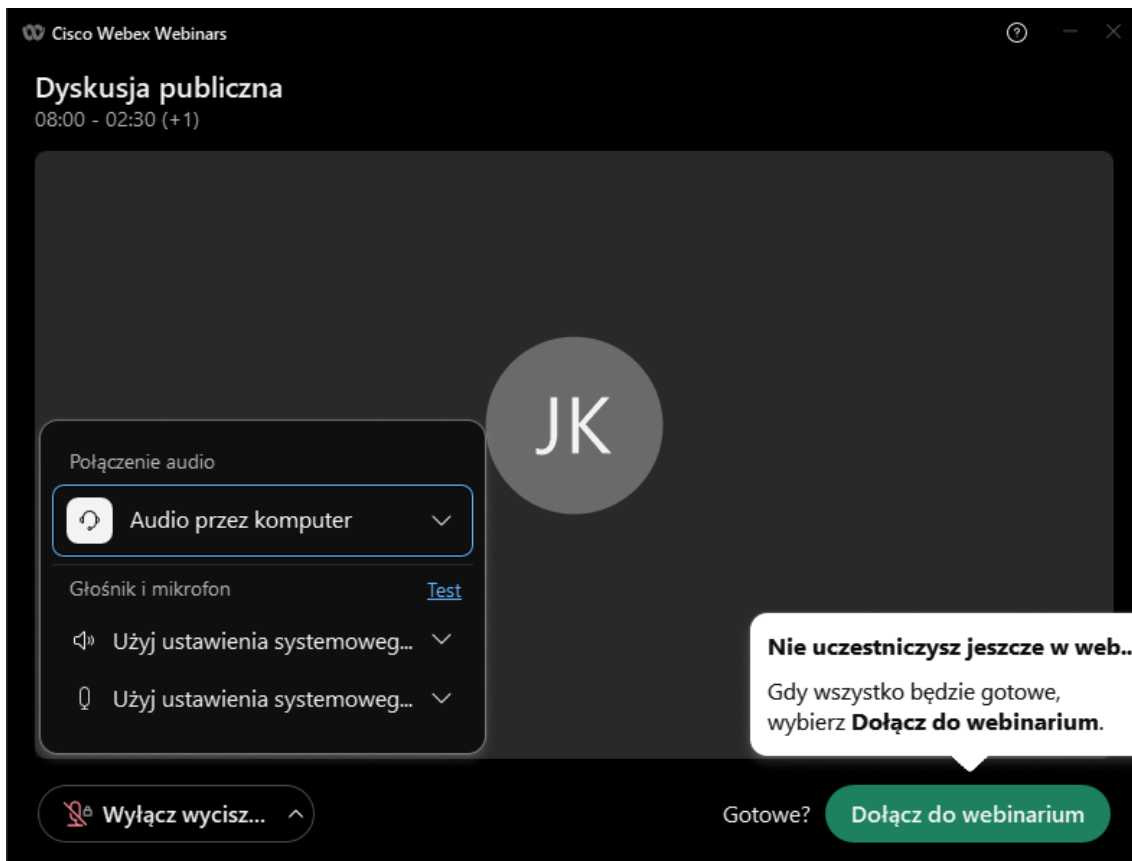 Cisco Webex Webinars
Dyskusja publiczna
08:00 - 02:30 (+1)
JK
Połączenie audio
Audio przez komputer
Głośnik i mikrofon Test
Użyj ustawienia systemoweg...
Użyj ustawienia systemoweg...
Nie uczestniczysz jeszcze w web..
Gdy wszystko będzie gotowe,
wybierz Dołącz do webinarium.
Wyłącz wycisz... Gotowe? Dołącz do webinarium